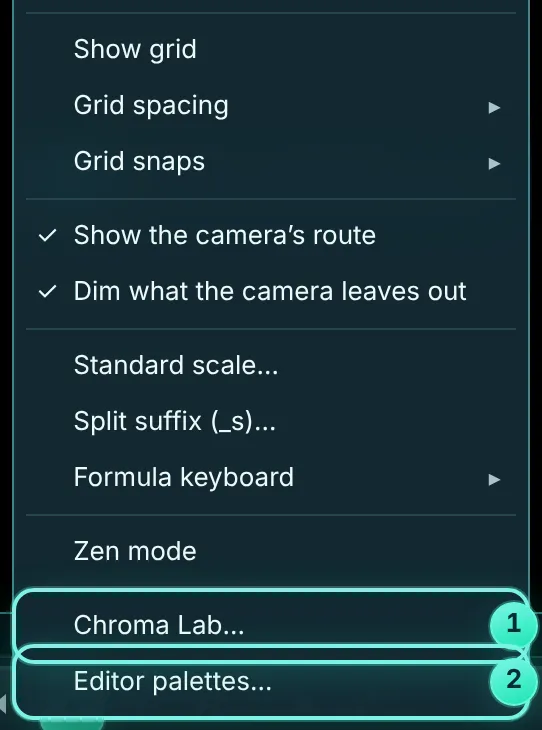 Show grid
Grid spacing
Grid snaps
Show the camera’s route
Dim what the camera leaves out
Standard scale...
Split suffix (_s)...
Formula keyboard
Zen mode
Chroma Lab...
1
Editor palettes...
2